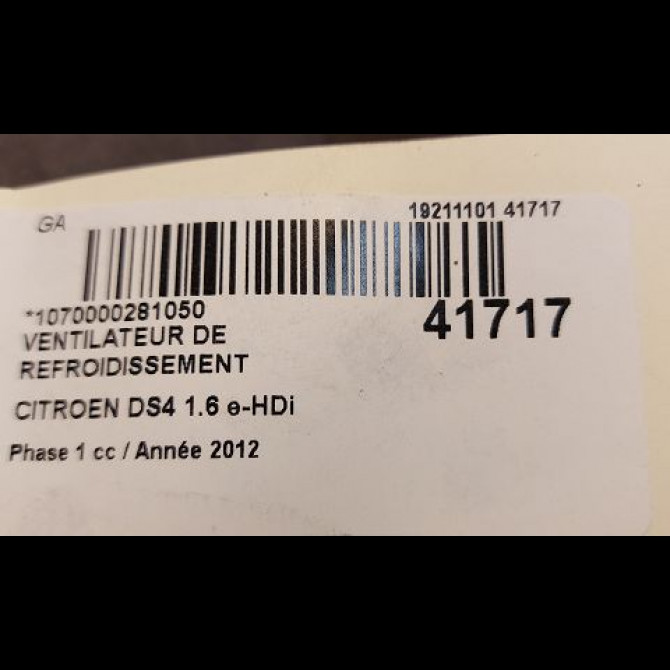 GA
19211101 41717
*1070000281050
41717
VENTILATEUR DE
REFROIDISSEMENT
CITROEN DS4 1.6 e-HDi
Phase 1 cc / Année 2012